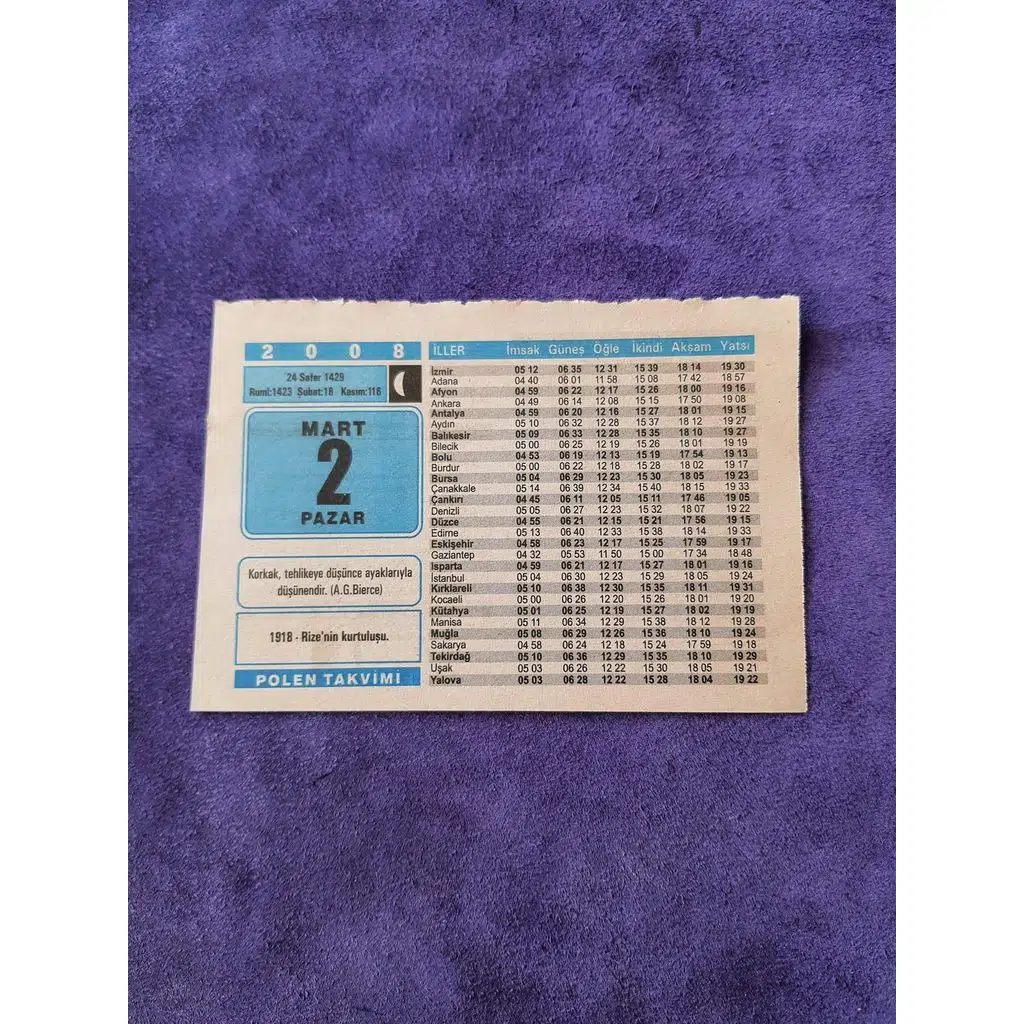 2 0 0 8
24 Safer 1429
Rumî:1423 Şubat:18 Kasım:116
MART
2
PAZAR
Korkak, tehlikeye düşünce ayaklarıyla
düşünendir. (A.G.Bierce)
1918 - Rize'nin kurtuluşu.
POLEN TAKVİMİ
İLLER İmsak Güneş Öğle İkindi Akşam Yatsı
İzmir 05 12 06 35 12 31 15 39 18 14 19 30
Adana 04 40 06 01 11 58 15 08 17 42 18 57
Afyon 04 59 06 22 12 17 15 26 18 00 19 16
Ankara 04 49 06 14 12 08 15 15 17 50 19 08
Antalya 04 59 06 20 12 16 15 27 18 01 19 15
Aydın 05 10 06 32 12 28 15 37 18 12 19 27
Balıkesir 05 09 06 33 12 28 15 35 18 10 19 27
Bilecik 05 00 06 25 12 19 15 26 18 01 19 19
Bolu 04 53 06 19 12 13 15 19 17 54 19 13
Burdur 05 00 06 22 12 18 15 28 18 02 19 17
Bursa 05 04 06 29 12 23 15 30 18 05 19 23
Çanakkale 05 14 06 39 12 34 15 40 18 15 19 33
Çankırı 04 45 06 11 12 05 15 11 17 46 19 05
Denizli 05 05 06 27 12 23 15 32 18 07 19 22
Düzce 04 55 06 21 12 15 15 21 17 56 19 15
Edirne 05 13 06 40 12 33 15 38 18 14 19 33
Eskişehir 04 58 06 23 12 17 15 25 17 59 19 17
Gaziantep 04 32 05 53 11 50 15 00 17 34 18 48
Isparta 04 59 06 21 12 17 15 27 18 01 19 16
İstanbul 05 04 06 30 12 23 15 29 18 05 19 24
Kırklareli 05 10 06 38 12 30 15 35 18 11 19 31
Kocaeli 05 00 06 26 12 20 15 26 18 01 19 20
Kütahya 05 01 06 25 12 19 15 27 18 02 19 19
Manisa 05 11 06 34 12 29 15 38 18 12 19 28
Muğla 05 08 06 29 12 26 15 36 18 10 19 24
Sakarya 04 58 06 24 12 18 15 24 17 59 19 18
Tekirdağ 05 10 06 36 12 29 15 35 18 10 19 29
Uşak 05 03 06 26 12 22 15 30 18 05 19 21
Yalova 05 03 06 28 12 22 15 28 18 04 19 22